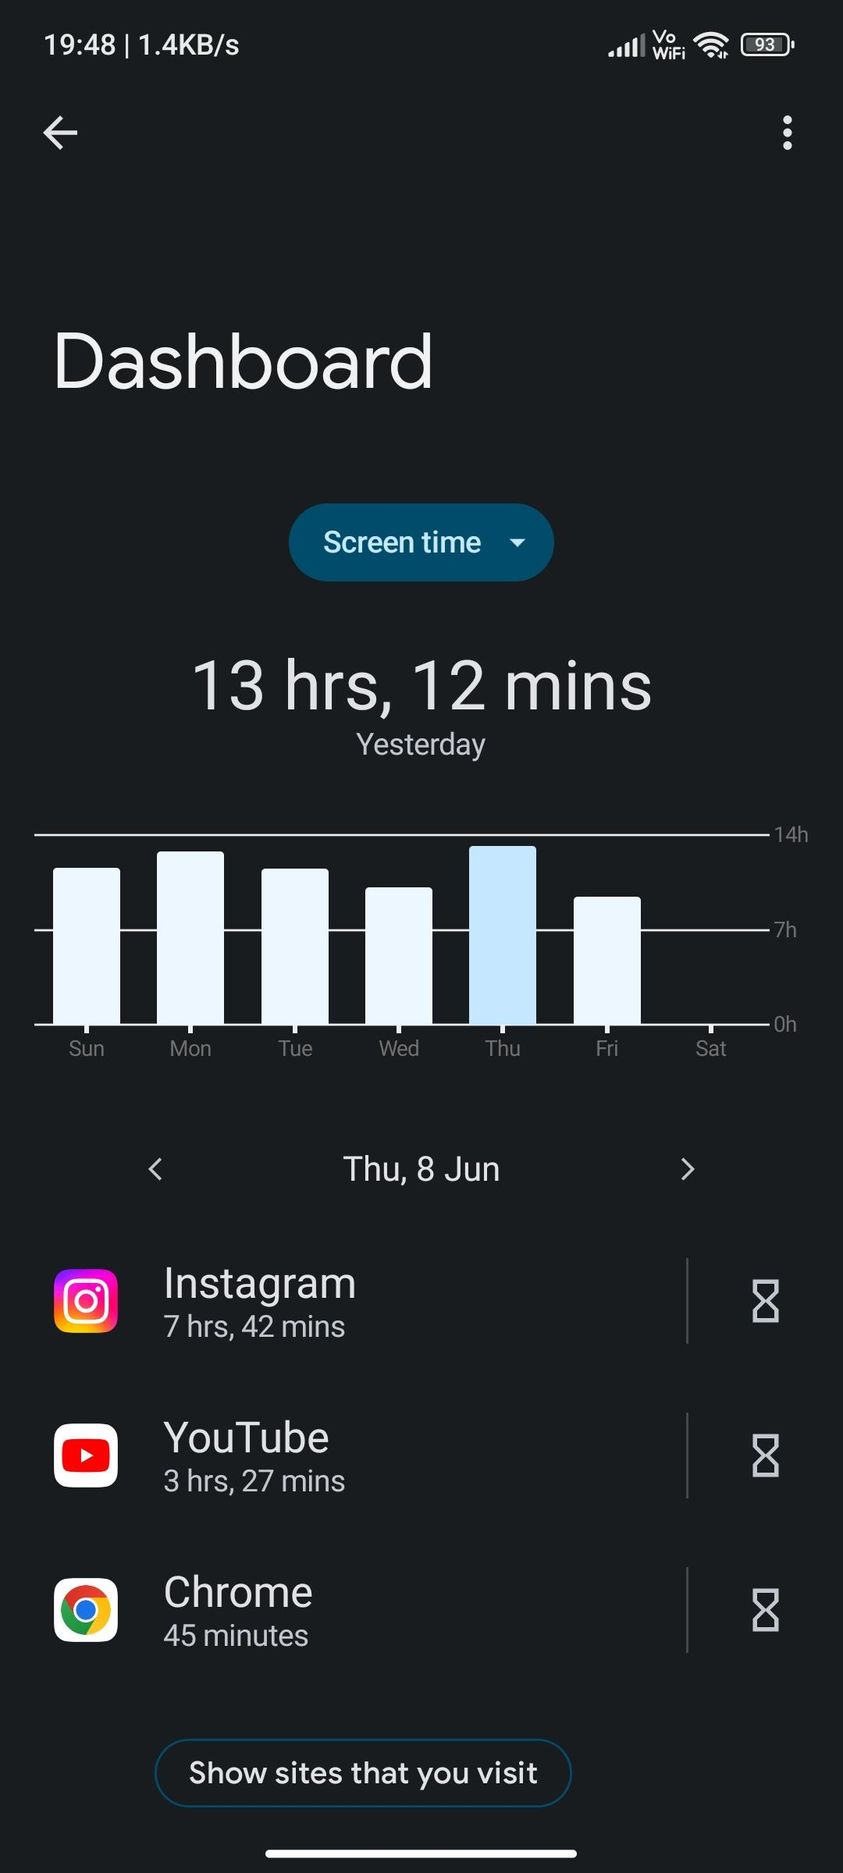 19:48 | 1.4KB/s Vo WiFi 93
Dashboard
Screen time
13 hrs, 12 mins
Yesterday
14h
7h
0h
Sun Mon Tue Wed Thu Fri Sat
Thu, 8 Jun
Instagram
7 hrs, 42 mins
YouTube
3 hrs, 27 mins
Chrome
45 minutes
Show sites that you visit